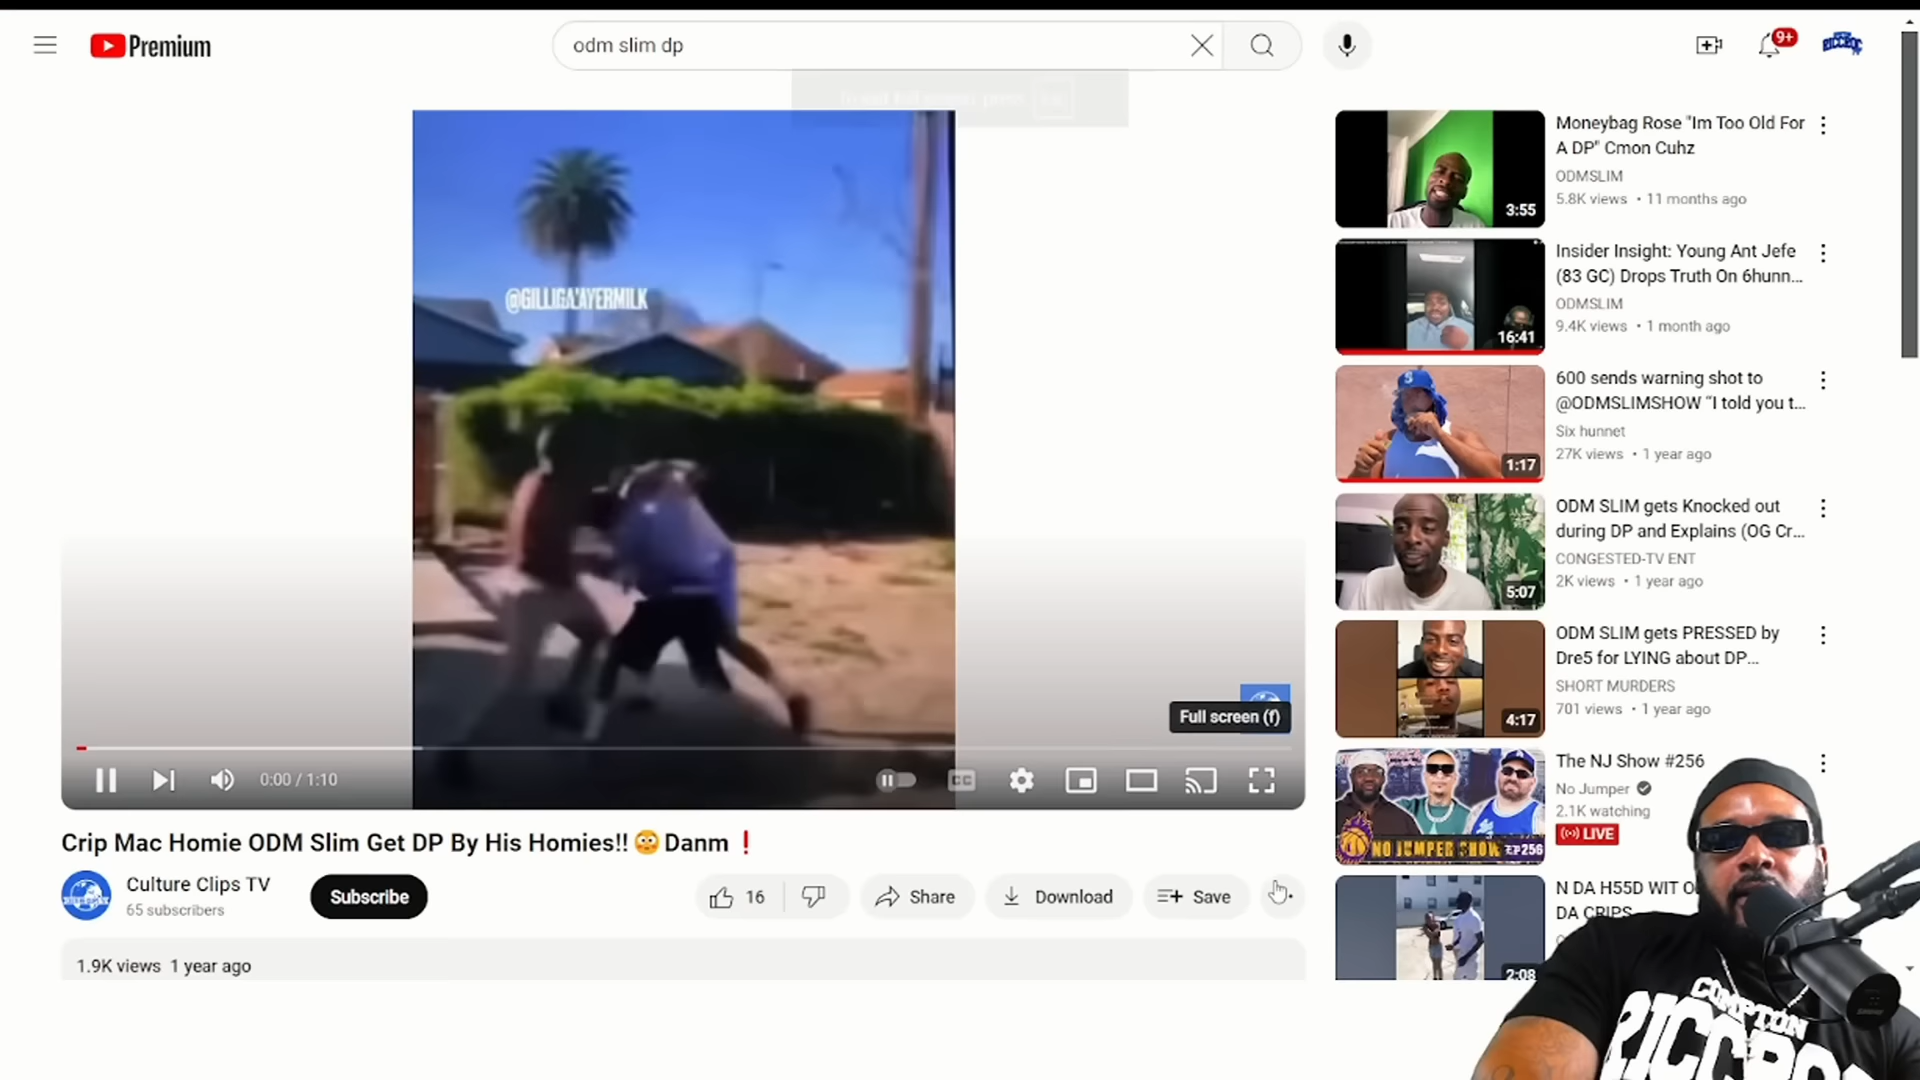 Premium
odm slim dp
9+
@GILLIGA'AYERMILK
Full screen (f)
0:00 / 1:10
CC
Crip Mac Homie ODM Slim Get DP By His Homies!! 😳 Danm ❗
Culture Clips TV
65 subscribers
Subscribe
16
Share
Download
Save
1.9K views 1 year ago
3:55
Moneybag Rose "Im Too Old For
A DP" Cmon Cuhz
ODMSLIM
5.8K views • 11 months ago
16:41
Insider Insight: Young Ant Jefe
(83 GC) Drops Truth On 6hunn...
ODMSLIM
9.4K views • 1 month ago
1:17
600 sends warning shot to
@ODMSLIMSHOW "I told you t...
Six hunnet
27K views • 1 year ago
5:07
ODM SLIM gets Knocked out
during DP and Explains (OG Cr...
CONGESTED-TV ENT
2K views • 1 year ago
4:17
ODM SLIM gets PRESSED by
Dre5 for LYING about DP...
SHORT MURDERS
701 views • 1 year ago
NO JUMPER SHOW EP256
The NJ Show #256
No Jumper
2.1K watching
LIVE
2:08
N DA H55D WIT
DA CRIPS
COMPTON